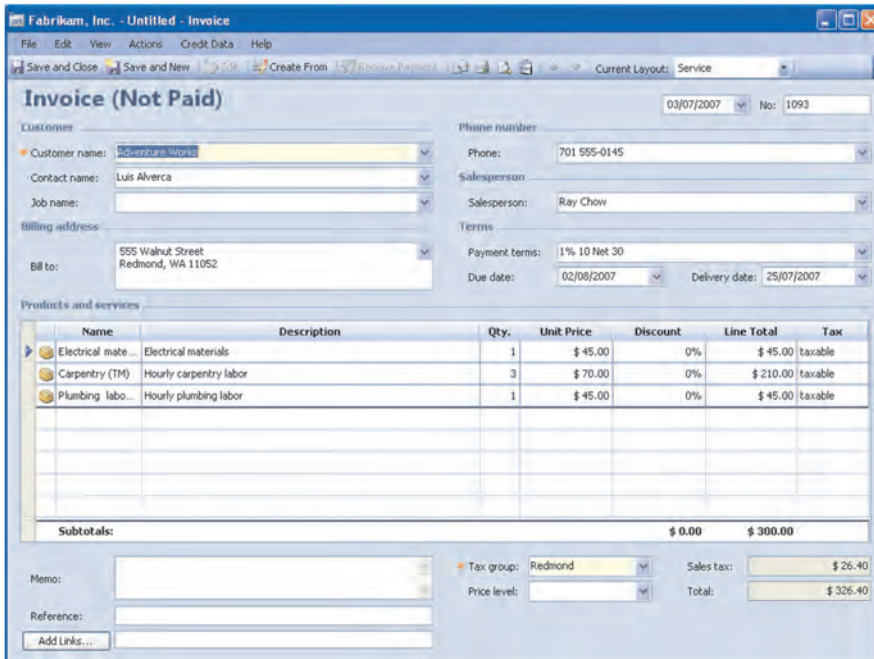 Fabrikam, Inc. - Untitled - Invoice
File Edit View Actions Credit Data Help
Save and Close Save and New Edit Create From Receive Payment Current Layout: Service
Invoice (Not Paid)
03/07/2007 No: 1093
Customer Phone number
* Customer name: Adventure Works Phone: 701 555-0145
Contact name: Luis Alverca Salesperson
Job name: Salesperson: Ray Chow
Billing address Terms
Bill to: 555 Walnut Street Payment terms: 1% 10 Net 30
Redmond, WA 11052
Due date: 02/08/2007 Delivery date: 25/07/2007
Products and services
Name Description Qty. Unit Price Discount Line Total Tax
Electrical mate... Electrical materials 1 $ 45.00 0% $ 45.00 taxable
Carpentry (TM) Hourly carpentry labor 3 $ 70.00 0% $ 210.00 taxable
Plumbing labo... Hourly plumbing labor 1 $ 45.00 0% $ 45.00 taxable
Subtotals: $ 0.00 $ 300.00
Memo: * Tax group: Redmond Sales tax: $ 26.40
Price level: Total: $ 326.40
Reference:
Add Links...